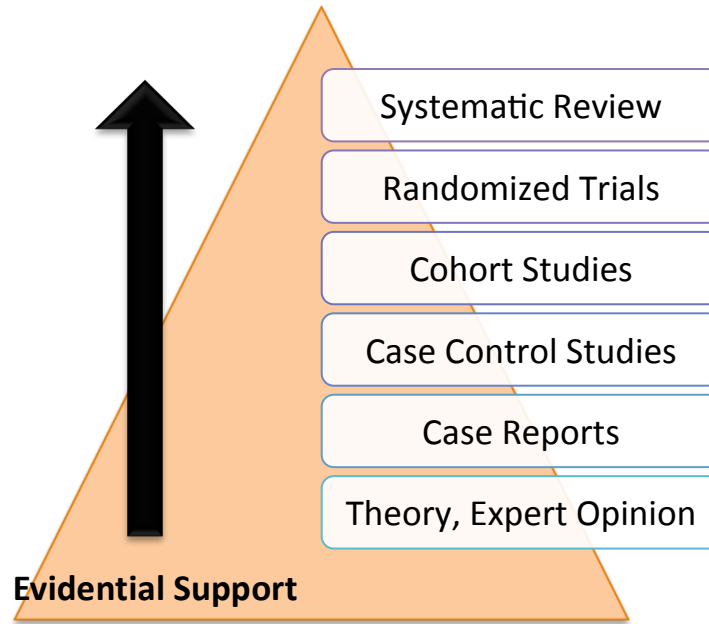 Systematic Review
Randomized Trials
Cohort Studies
Case Control Studies
Case Reports
Theory, Expert Opinion
Evidential Support